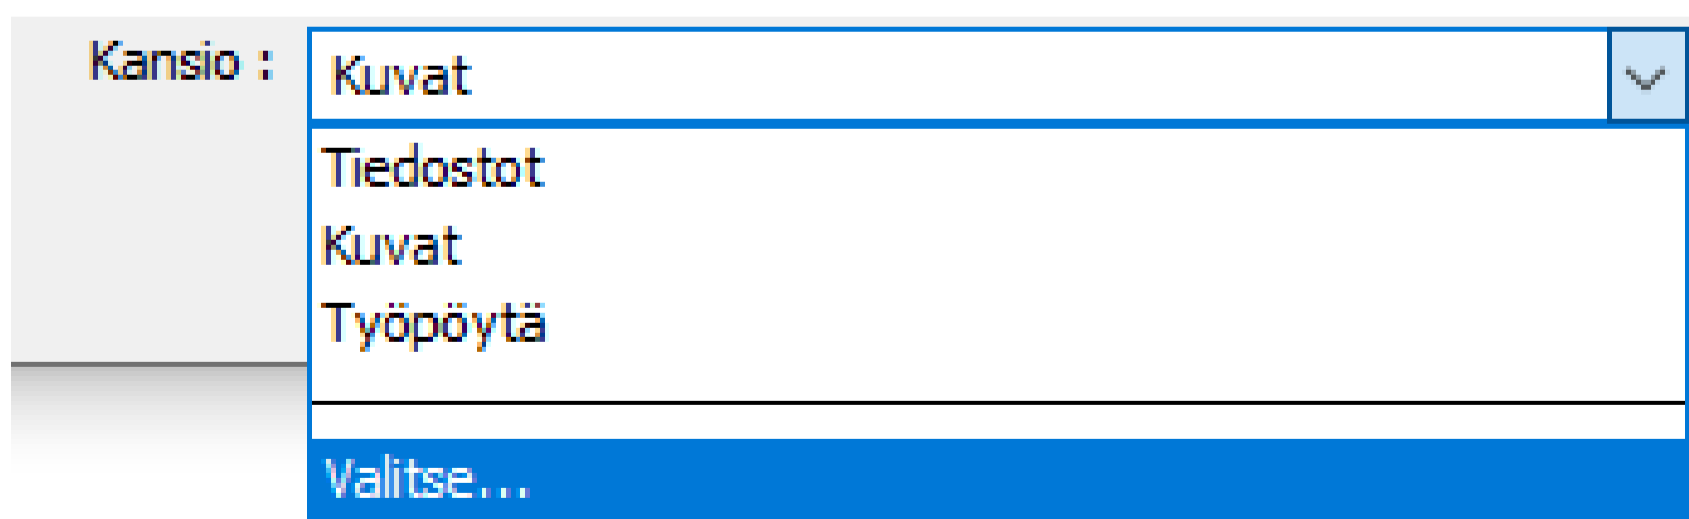 Kansio : Kuvat
Tiedostot
Kuvat
Työpöytä
Valitse...